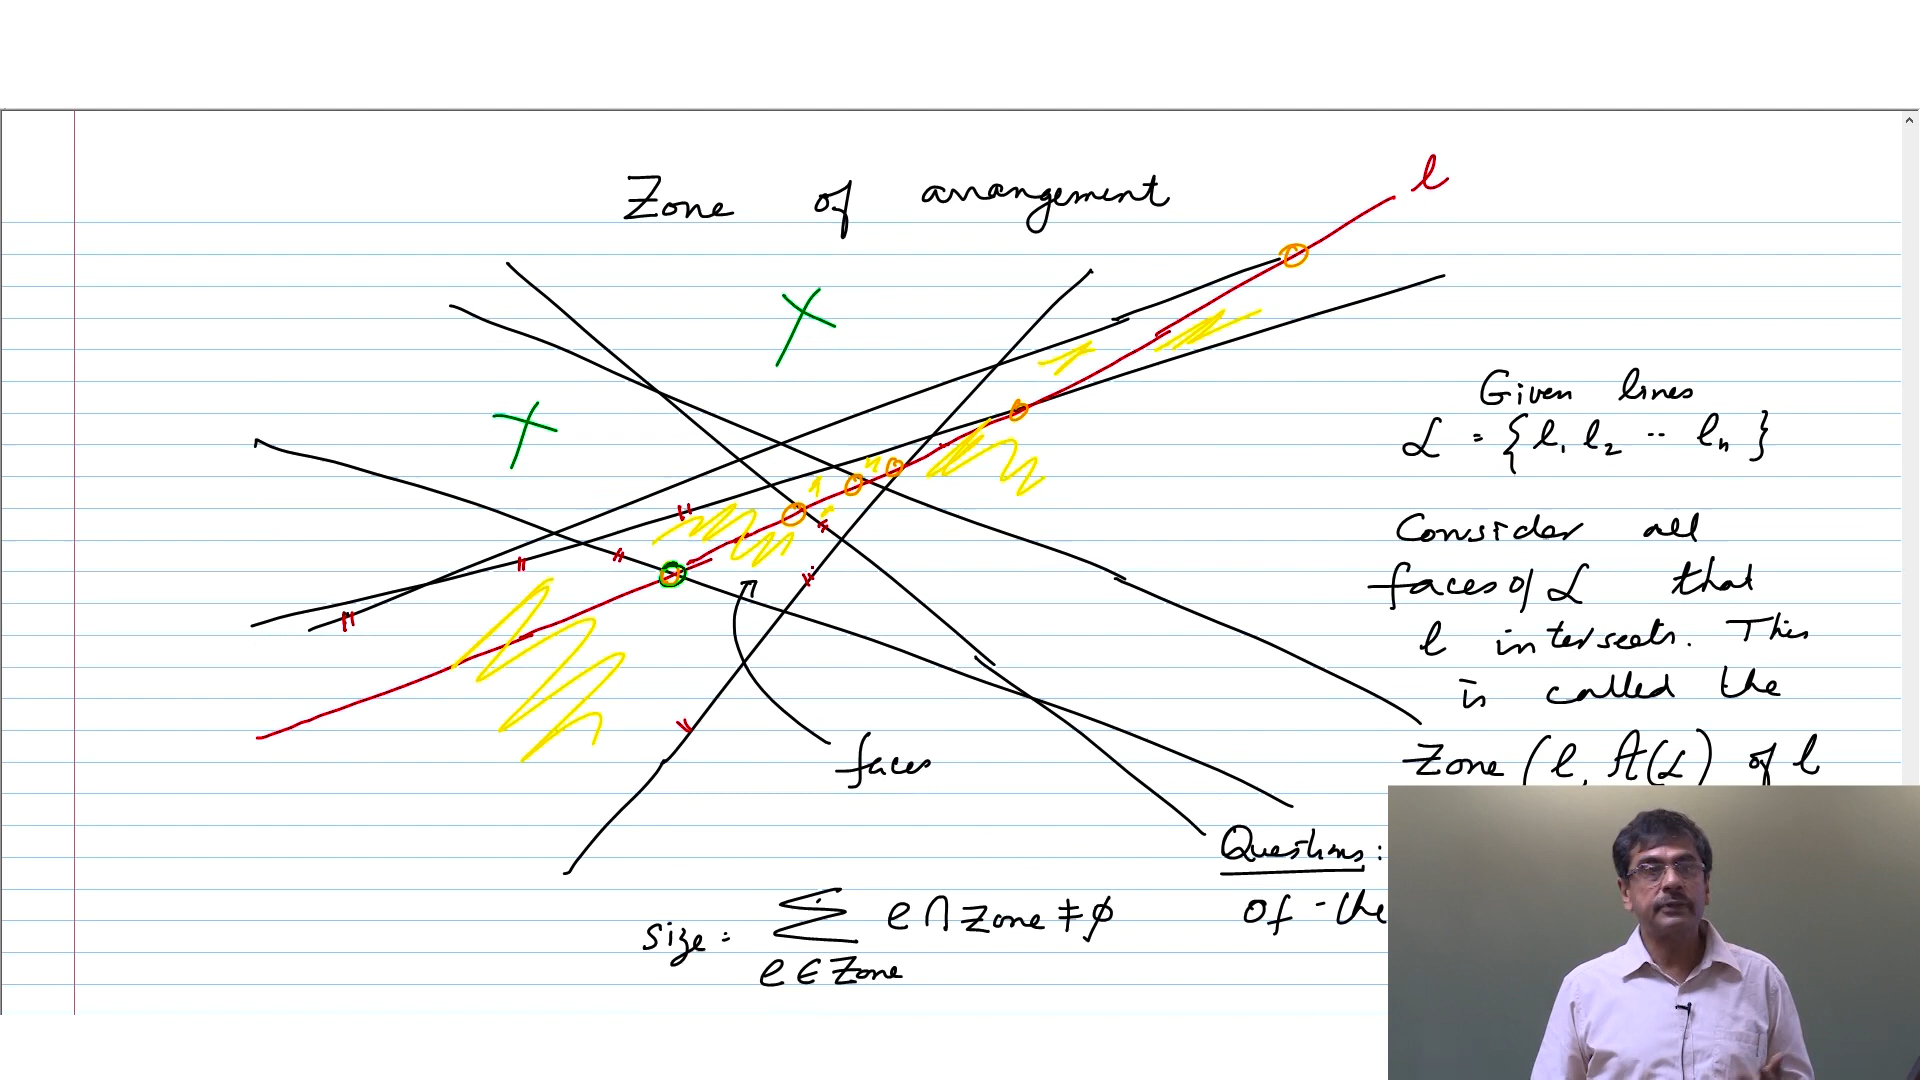 Zone of arrangement
l
Given lines
L = { l₁ l₂ -- lₙ }
Consider all
faces of L that
l intersects. This
is called the
Zone (l, A(L) of l
faces
Questions:
of the
size = ∑ e ∩ Zone ≠ ϕ
e ∈ Zone